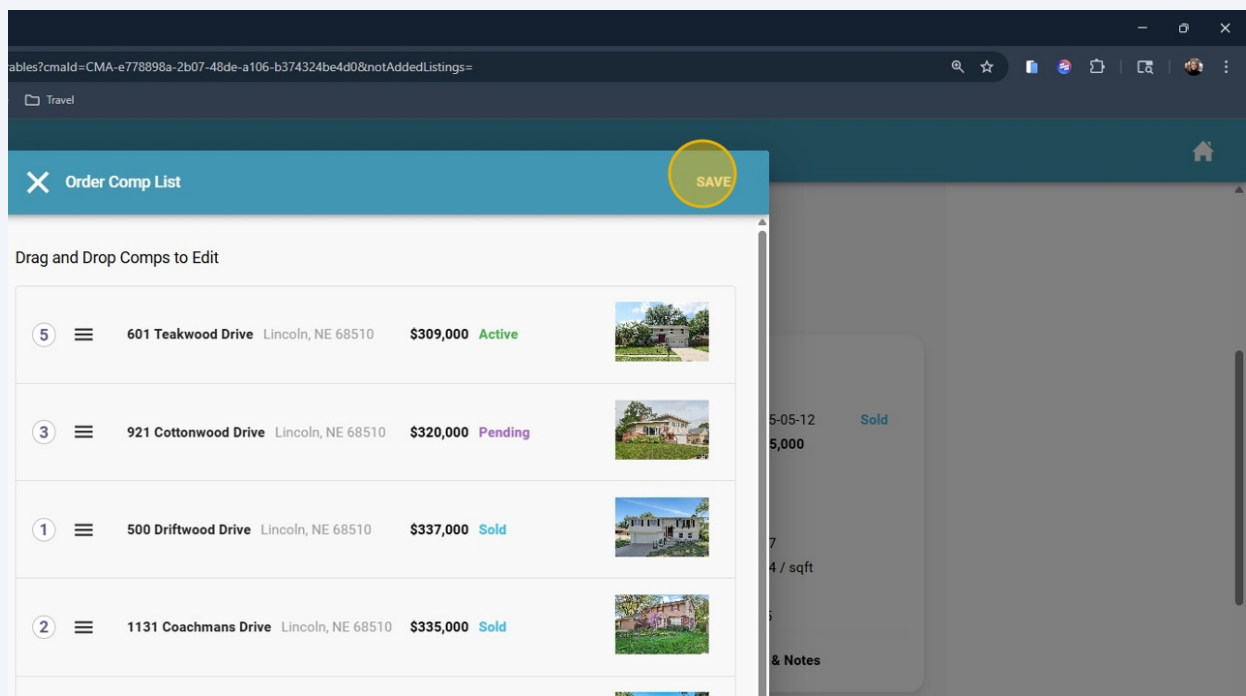 ables?cmaId=CMA-e778898a-2b07-48de-a106-b374324be4d0&notAddedListings=
Travel
Order Comp List
SAVE
Drag and Drop Comps to Edit
5 601 Teakwood Drive Lincoln, NE 68510 $309,000 Active
3 921 Cottonwood Drive Lincoln, NE 68510 $320,000 Pending
1 500 Driftwood Drive Lincoln, NE 68510 $337,000 Sold
2 1131 Coachmans Drive Lincoln, NE 68510 $335,000 Sold
5-05-12 Sold
5,000
7
4 / sqft
& Notes